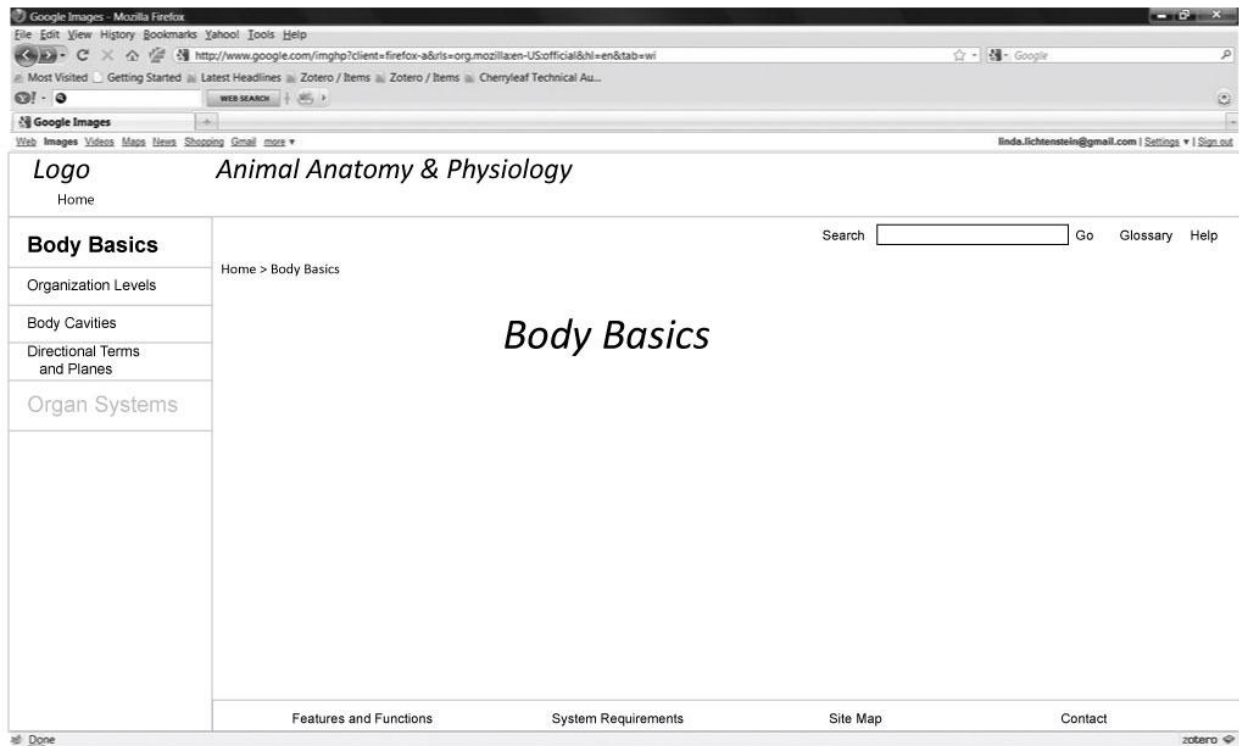 Google Images - Mozilla Firefox
File Edit View History Bookmarks Yahoo! Tools Help
http://www.google.com/imghp?client=firefox-a&rls=org.mozilla:en-US:official&hl=en&tab=wi Google
Most Visited Getting Started Latest Headlines Zotero / Items Zotero / Items Cherryleaf Technical Au...
Y! WEB SEARCH
Google Images
Web Images Videos Maps News Shopping Gmail more ▼ linda.lichtenstein@gmail.com | Settings ▼ | Sign out
Logo Animal Anatomy & Physiology
Home
Search Go Glossary Help
Body Basics
Home > Body Basics
Organization Levels
Body Cavities
Directional Terms
and Planes
Organ Systems
Body Basics
Features and Functions System Requirements Site Map Contact
Done zotero